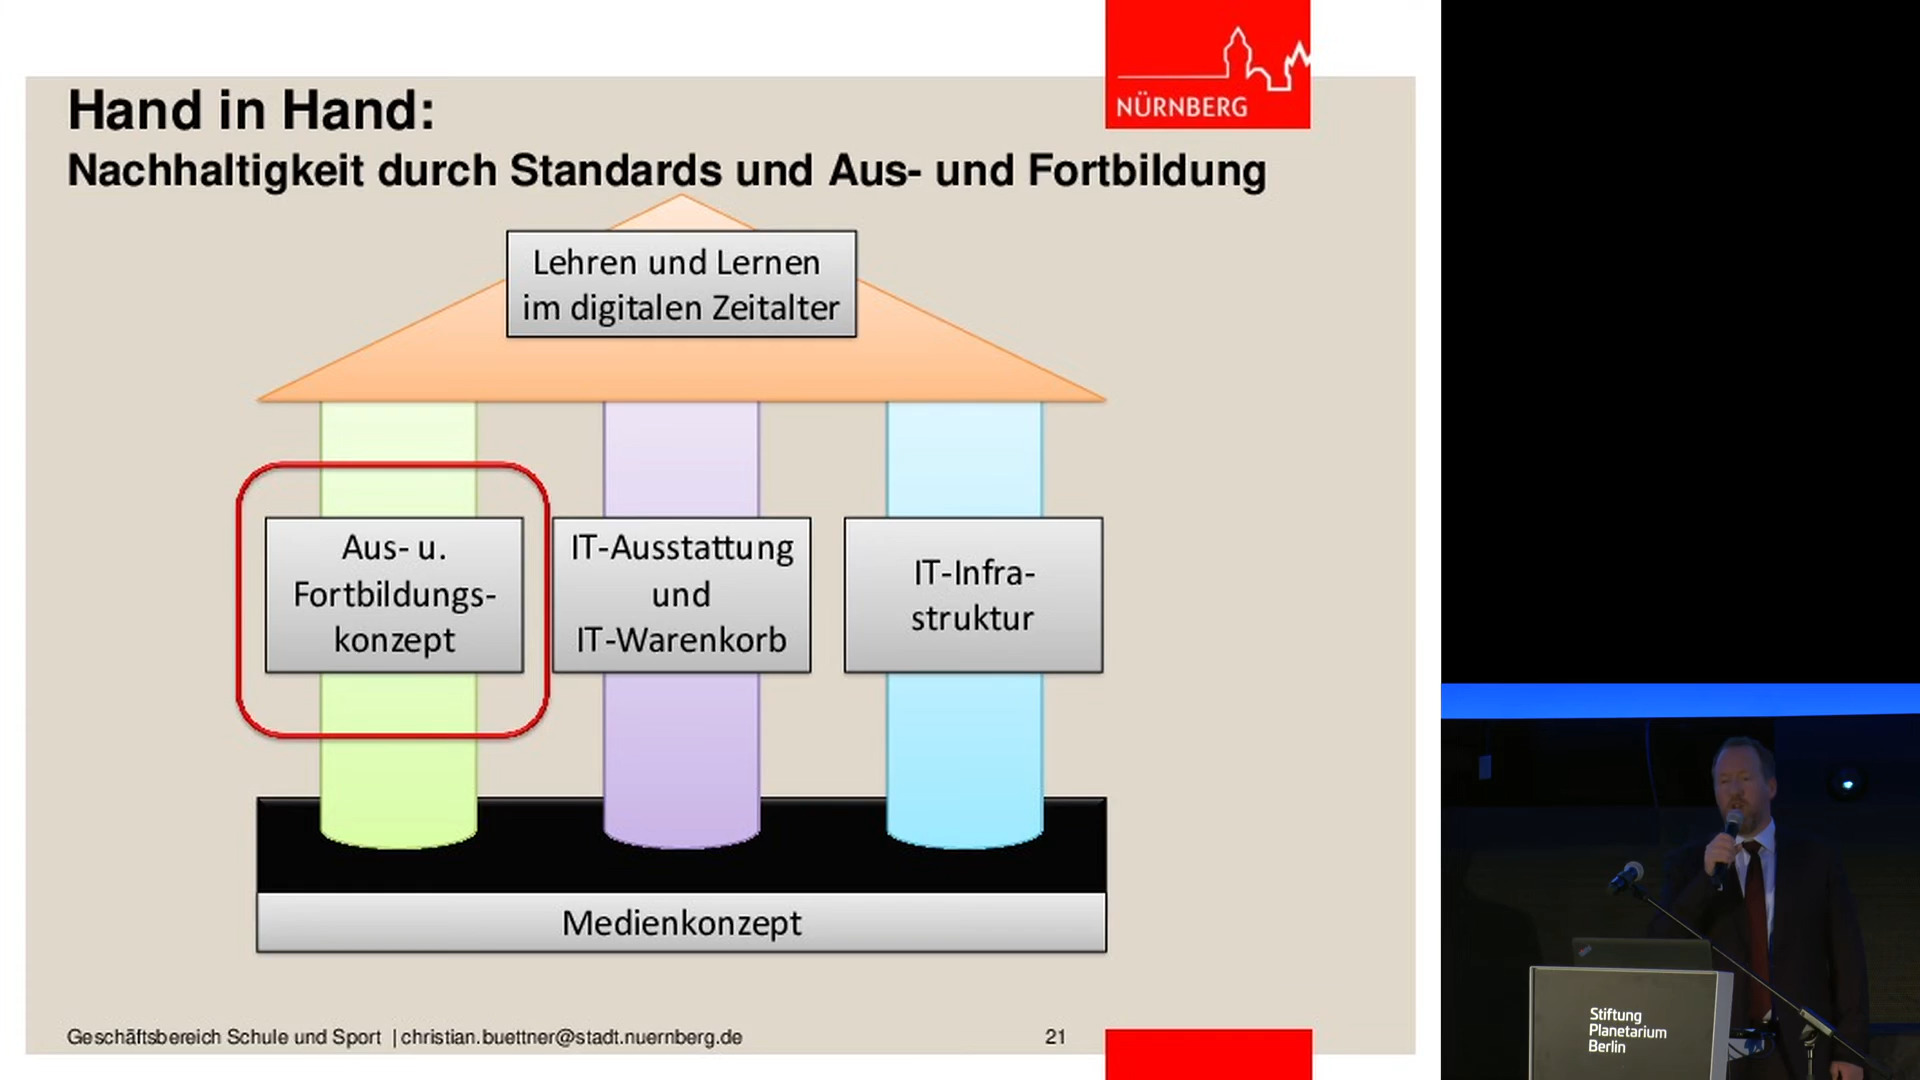 NÜRNBERG
Hand in Hand:
Nachhaltigkeit durch Standards und Aus- und Fortbildung
Lehren und Lernen
im digitalen Zeitalter
Aus- u.
Fortbildungs-
konzept
IT-Ausstattung
und
IT-Warenkorb
IT-Infra-
struktur
Medienkonzept
Geschäftsbereich Schule und Sport | christian.buettner@stadt.nuernberg.de
21
Stiftung
Planetarium
Berlin